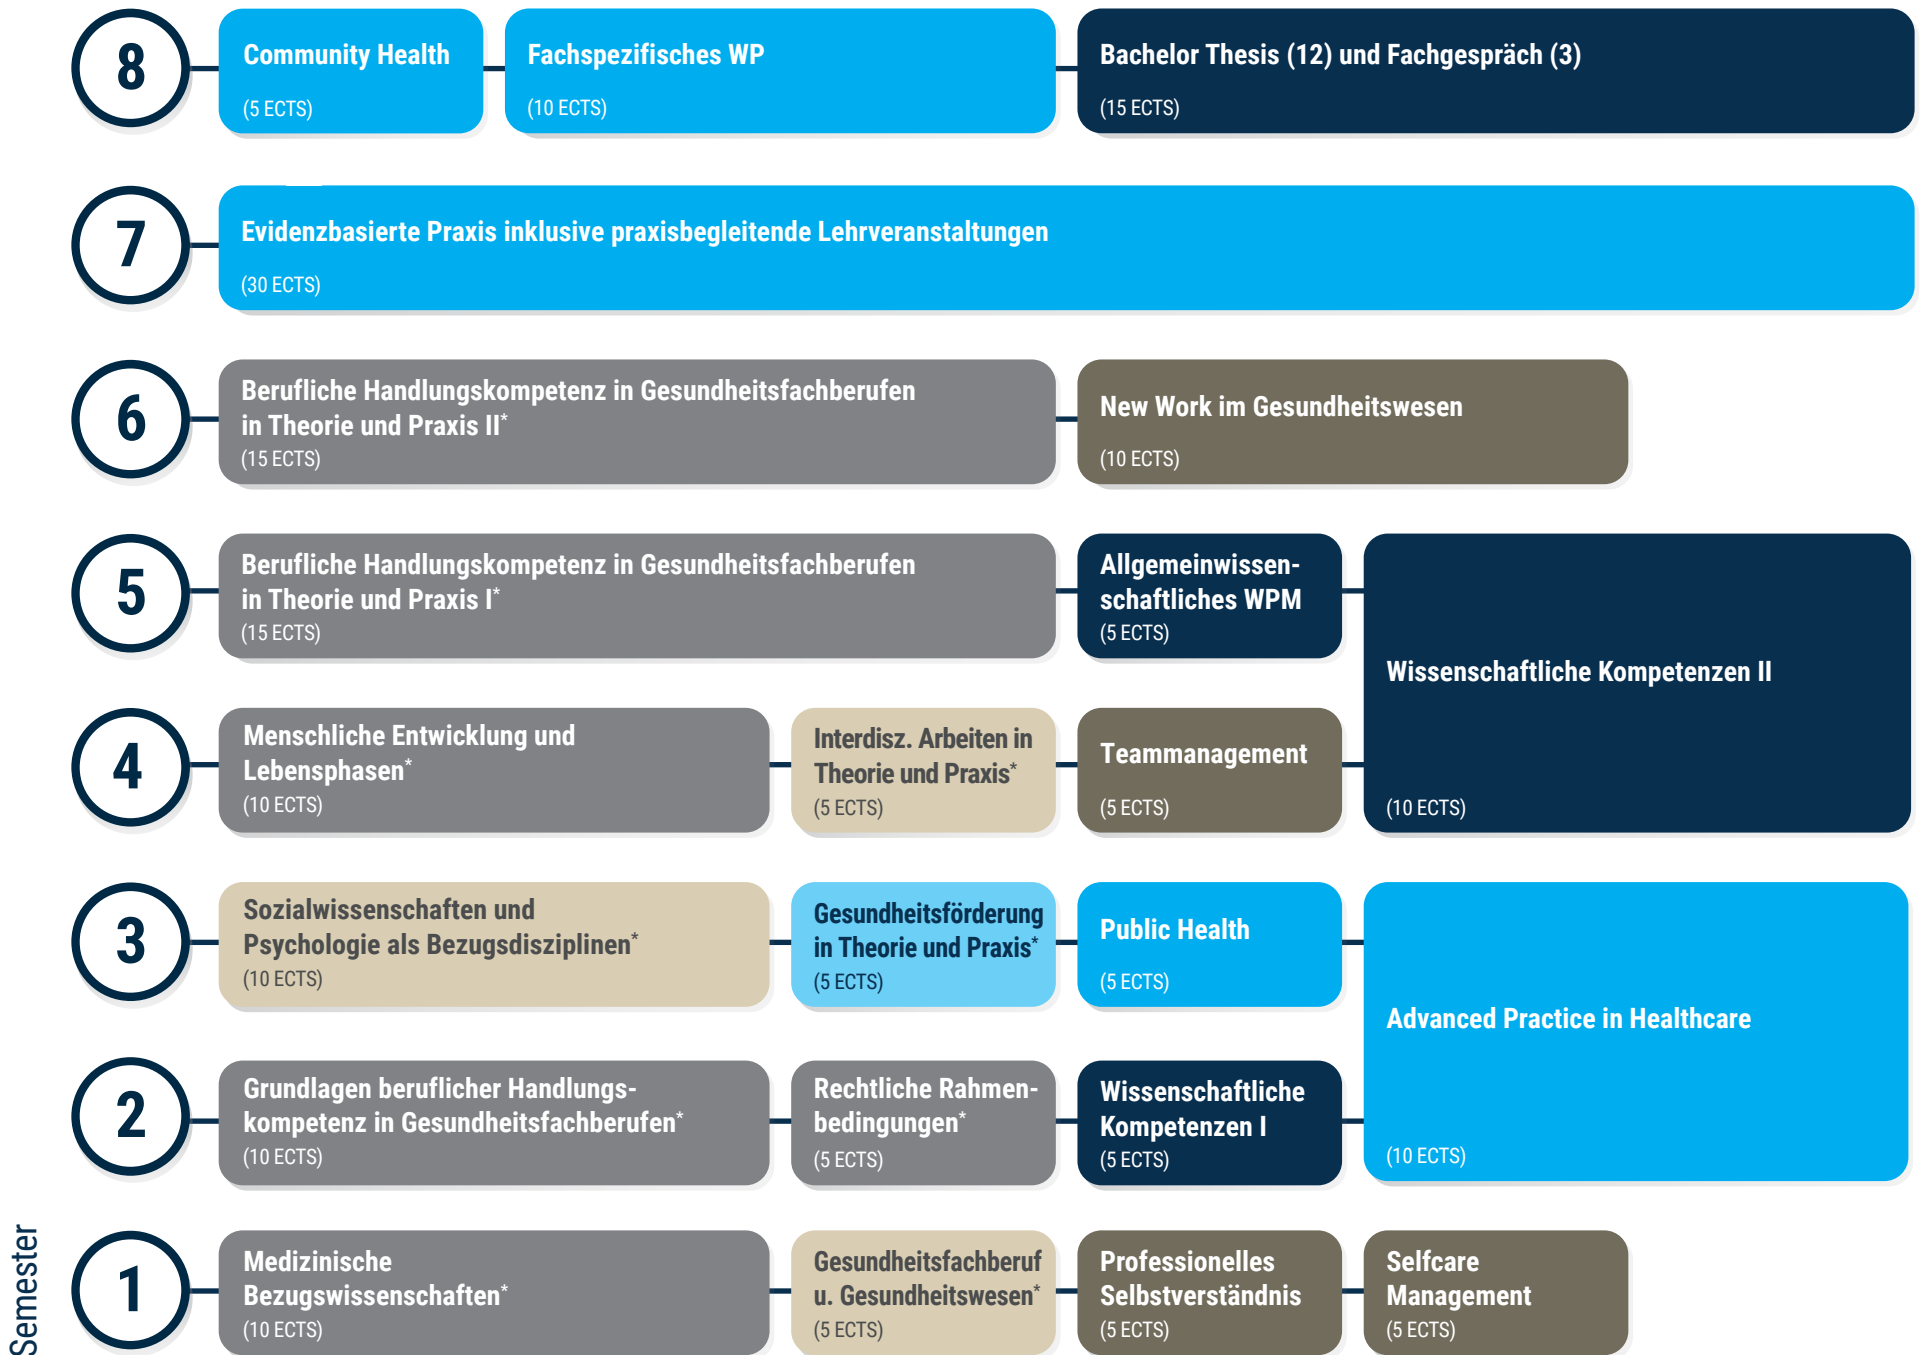 8
Community Health
(5 ECTS)
Fachspezifisches WP
(10 ECTS)
Bachelor Thesis (12) und Fachgespräch (3)
(15 ECTS)
7
Evidenzbasierte Praxis inklusive praxisbegleitende Lehrveranstaltungen
(30 ECTS)
6
Berufliche Handlungskompetenz in Gesundheitsfachberufen
in Theorie und Praxis II*
(15 ECTS)
New Work im Gesundheitswesen
(10 ECTS)
5
Berufliche Handlungskompetenz in Gesundheitsfachberufen
in Theorie und Praxis I*
(15 ECTS)
Allgemeinwissen-
schaftliches WPM
(5 ECTS)
Wissenschaftliche Kompetenzen II
(10 ECTS)
4
Menschliche Entwicklung und
Lebensphasen*
(10 ECTS)
Interdisz. Arbeiten in
Theorie und Praxis*
(5 ECTS)
Teammanagement
(5 ECTS)
3
Sozialwissenschaften und
Psychologie als Bezugsdisziplinen*
(10 ECTS)
Gesundheitsförderung
in Theorie und Praxis*
(5 ECTS)
Public Health
(5 ECTS)
Advanced Practice in Healthcare
(10 ECTS)
2
Grundlagen beruflicher Handlungs-
kompetenz in Gesundheitsfachberufen*
(10 ECTS)
Rechtliche Rahmen-
bedingungen*
(5 ECTS)
Wissenschaftliche
Kompetenzen I
(5 ECTS)
Semester
1
Medizinische
Bezugswissenschaften*
(10 ECTS)
Gesundheitsfachberuf
u. Gesundheitswesen*
(5 ECTS)
Professionelles
Selbstverständnis
(5 ECTS)
Selfcare
Management
(5 ECTS)